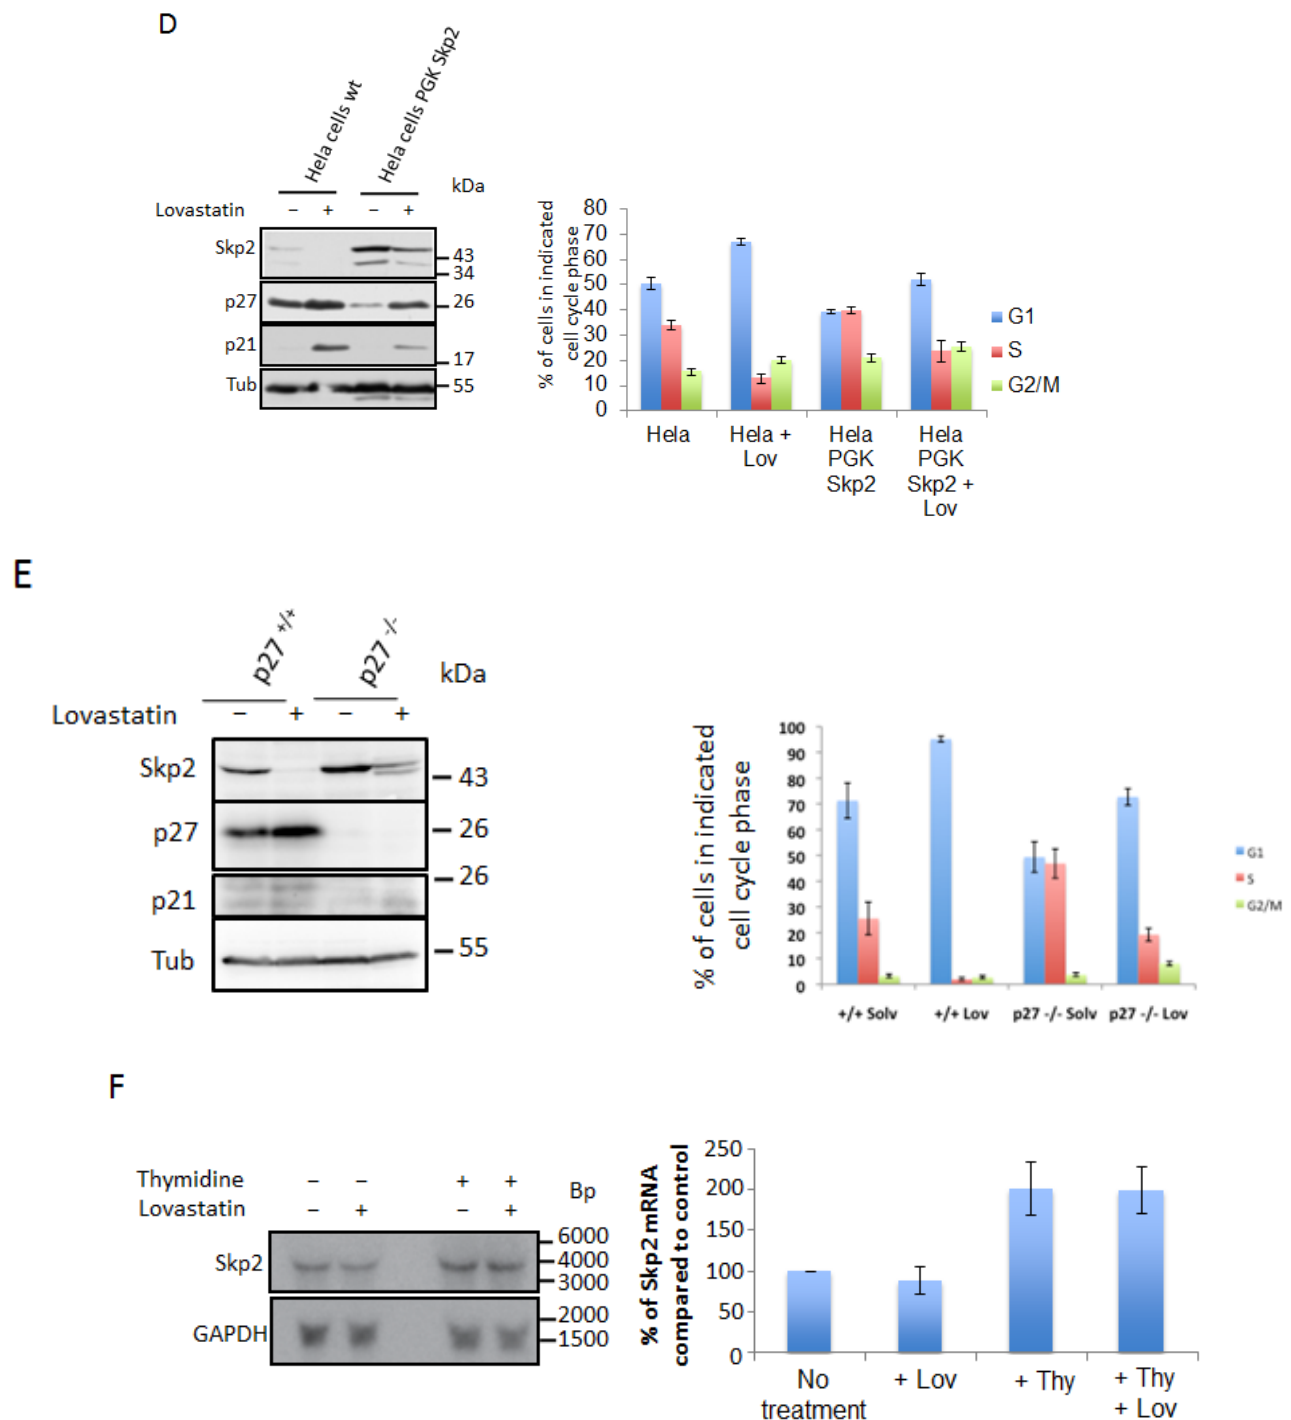 D
Hela cells wt
Hela cells PGK Skp2
kDa
Lovastatin − + − +
Skp2
43
34
p27
26
p21
17
Tub
55
% of cells in indicated
cell cycle phase
80
70
60
50
40
30
20
10
0
Hela
Hela +
Lov
Hela
PGK
Skp2
Hela
PGK
Skp2 +
Lov
G1
S
G2/M
E
p27 +/+
p27 -/-
kDa
Lovastatin − + − +
Skp2
43
p27
26
26
p21
55
Tub
% of cells in indicated
cell cycle phase
100
90
80
70
60
50
40
30
20
10
0
+/+ Solv
+/+ Lov
p27 -/- Solv
p27 -/- Lov
G1
S
G2/M
F
Thymidine − − + +
Lovastatin − + − +
Bp
6000
Skp2
4000
3000
2000
GAPDH
1500
% of Skp2 mRNA
compared to control
250
200
150
100
50
0
No
treatment
+ Lov
+ Thy
+ Thy
+ Lov